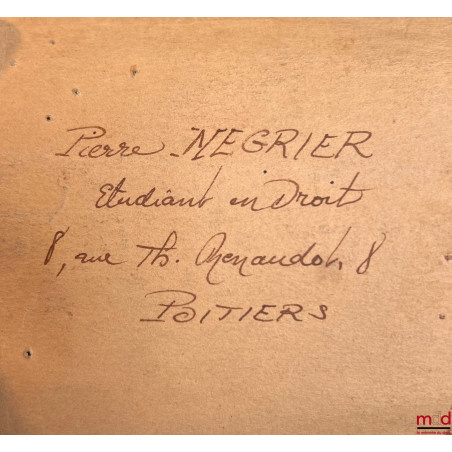 Pierre NEGRIER
Etudiant en Droit
8, rue Th. Renaudot, 8
POITIERS